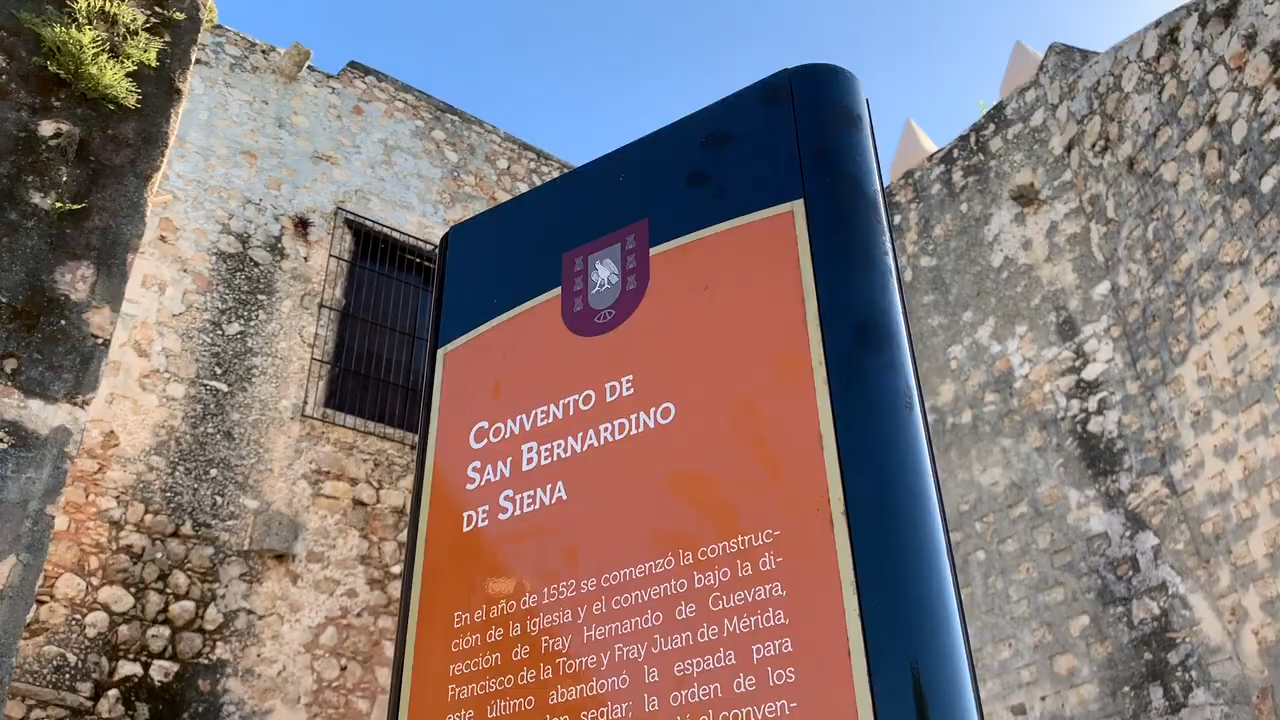 Convento de
San Bernardino
de Siena
En el año de 1552 se comenzó la construc-
ción de la iglesia y el convento bajo la di-
rección de Fray Hernando de Guevara,
Francisco de la Torre y Fray Juan de Mérida,
este último abandonó la espada para
seglar; la orden de los
el conven-